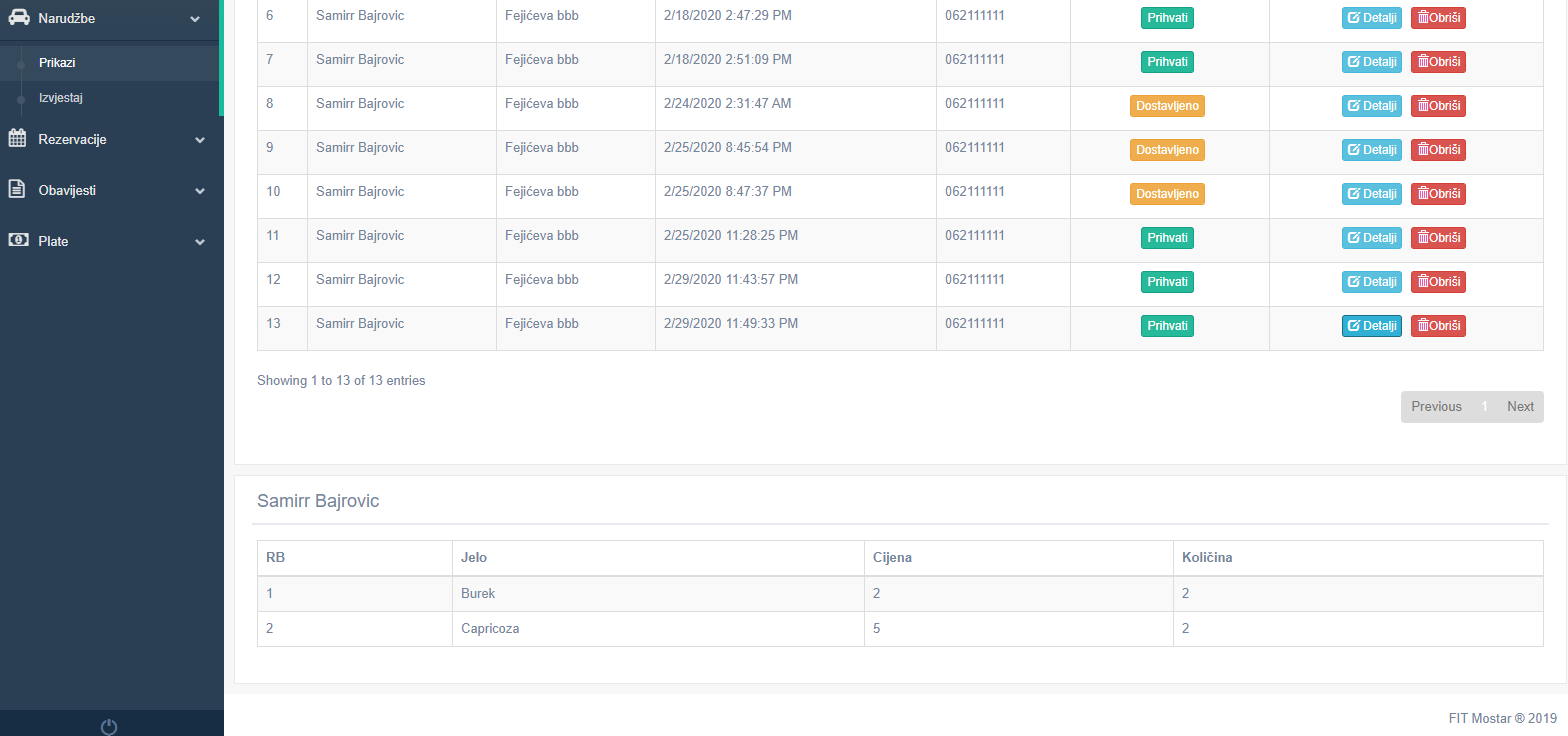 Narudžbe
Prikazi
Izvjestaj
Rezervacije
Obavijesti
Plate
6 Samirr Bajrovic Fejićeva bbb 2/18/2020 2:47:29 PM 062111111 Prihvati Detalji Obriši
7 Samirr Bajrovic Fejićeva bbb 2/18/2020 2:51:09 PM 062111111 Prihvati Detalji Obriši
8 Samirr Bajrovic Fejićeva bbb 2/24/2020 2:31:47 AM 062111111 Dostavljeno Detalji Obriši
9 Samirr Bajrovic Fejićeva bbb 2/25/2020 8:45:54 PM 062111111 Dostavljeno Detalji Obriši
10 Samirr Bajrovic Fejićeva bbb 2/25/2020 8:47:37 PM 062111111 Dostavljeno Detalji Obriši
11 Samirr Bajrovic Fejićeva bbb 2/25/2020 11:28:25 PM 062111111 Prihvati Detalji Obriši
12 Samirr Bajrovic Fejićeva bbb 2/29/2020 11:43:57 PM 062111111 Prihvati Detalji Obriši
13 Samirr Bajrovic Fejićeva bbb 2/29/2020 11:49:33 PM 062111111 Prihvati Detalji Obriši
Showing 1 to 13 of 13 entries
Previous 1 Next
Samirr Bajrovic
RB Jelo Cijena Količina
1 Burek 2 2
2 Capricoza 5 2
FIT Mostar ® 2019